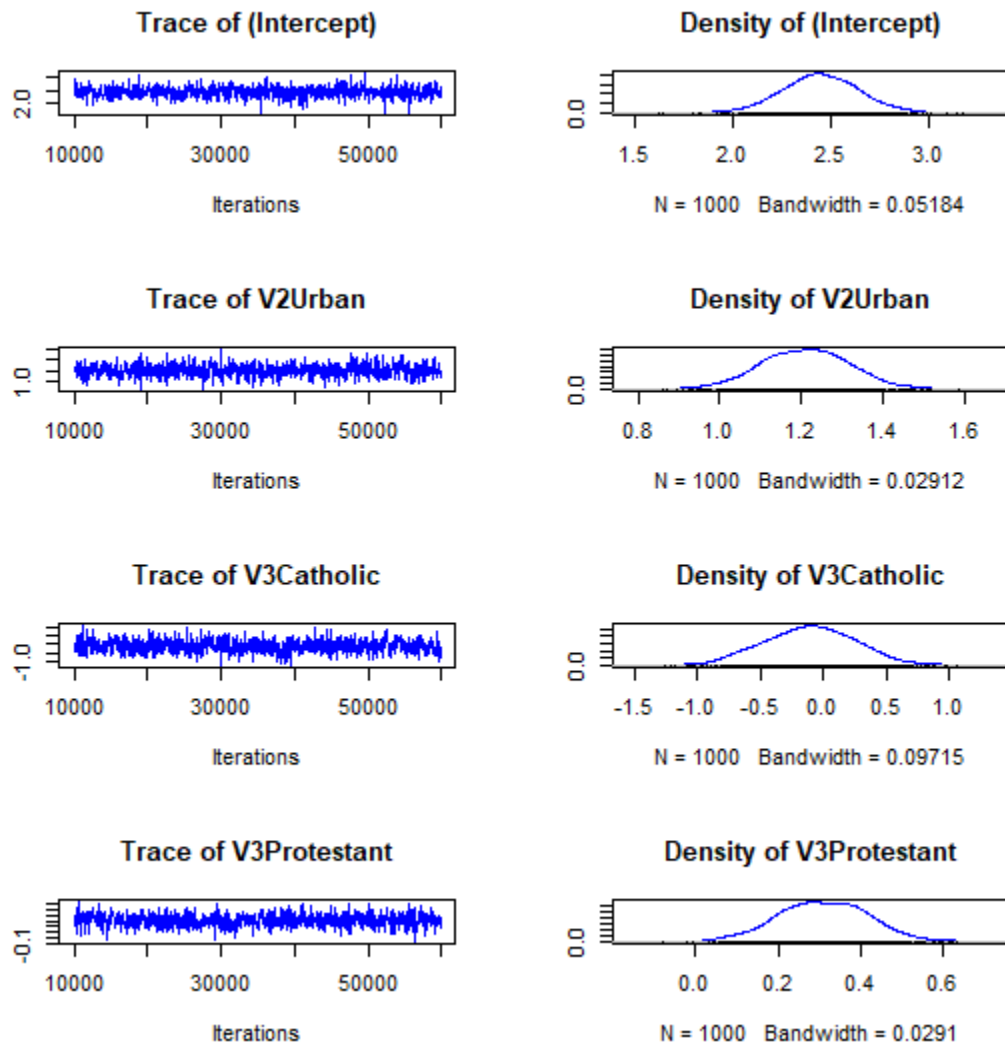 Trace of (Intercept)
2.0
10000 30000 50000
Iterations
Density of (Intercept)
0.0
1.5 2.0 2.5 3.0
N = 1000 Bandwidth = 0.05184
Trace of V2Urban
1.0
10000 30000 50000
Iterations
Density of V2Urban
0.0
0.8 1.0 1.2 1.4 1.6
N = 1000 Bandwidth = 0.02912
Trace of V3Catholic
-1.0
10000 30000 50000
Iterations
Density of V3Catholic
0.0
-1.5 -1.0 -0.5 0.0 0.5 1.0
N = 1000 Bandwidth = 0.09715
Trace of V3Protestant
-0.1
10000 30000 50000
Iterations
Density of V3Protestant
0.0
0.0 0.2 0.4 0.6
N = 1000 Bandwidth = 0.0291